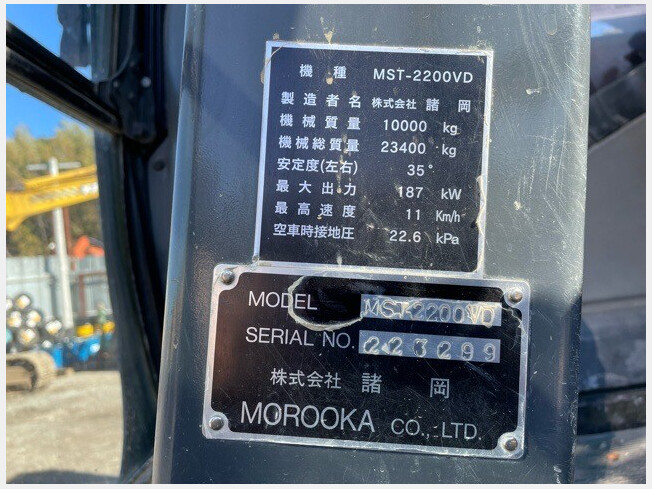 機種 MST-2200VD
製造者名 株式会社 諸岡
機械質量 10000 kg
機械総質量 23400 kg
安定度(左右) 35°
最大出力 187 kW
最高速度 11 Km/h
空車時接地圧 22.6 kPa
MODEL MST-2200VD
SERIAL NO. 223299
株式会社 諸岡
MOROOKA CO.,LTD.